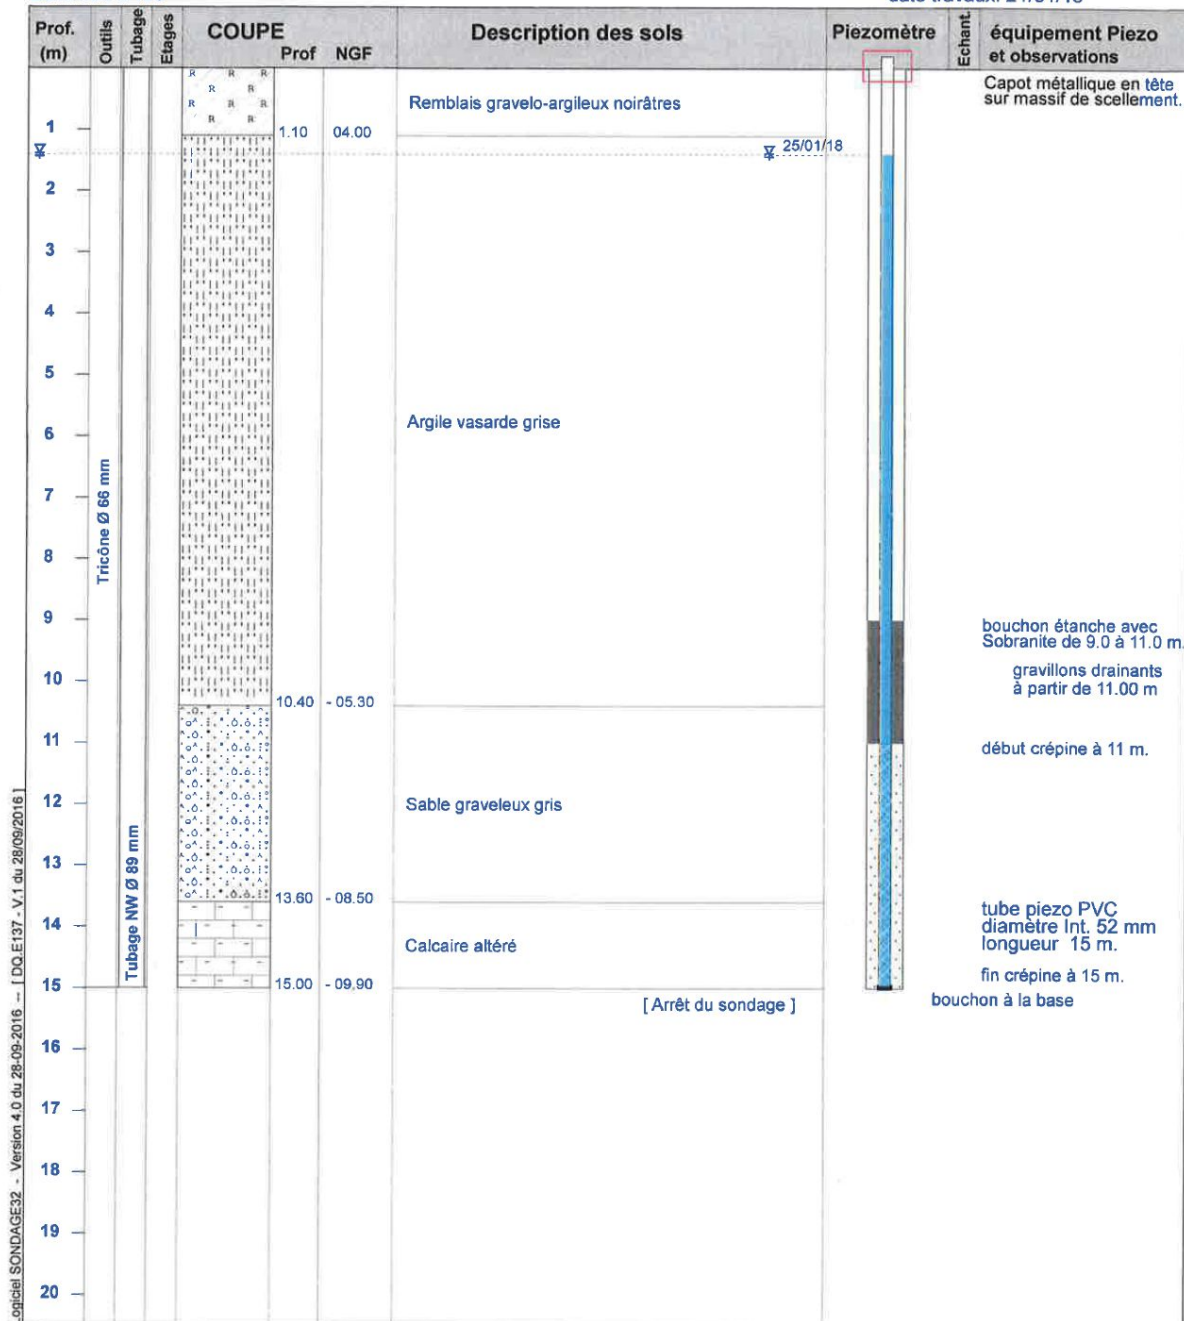 Prof.
(m)
Outils
Tubage
Etages
COUPE
Prof NGF
Description des sols
Piezomètre
Echant.
équipement Piezo
et observations
R R R
R R
R R R
R R
Remblais gravelo-argileux noirâtres
Capot métallique en tête
sur massif de scellement.
1
1.10 04.00
25/01/18
2
3
4
5
6
Argile vasarde grise
7
Tricône Ø 66 mm
8
9
bouchon étanche avec
Sobranite de 9.0 à 11.0 m.
10
gravillons drainants
à partir de 11.00 m
10.40 - 05.30
11
début crépine à 11 m.
12
Sable graveleux gris
13
Tubage NW Ø 89 mm
13.60 - 08.50
14
tube piezo PVC
diamètre Int. 52 mm
longueur 15 m.
Calcaire altéré
fin crépine à 15 m.
15
15.00 - 09.90
[ Arrêt du sondage ]
bouchon à la base
16
17
18
19
20
ogiciel SONDAGE32 - Version 4.0 du 28-09-2016 -- [ DQ.E137 - V.1 du 28/09/2016 ]